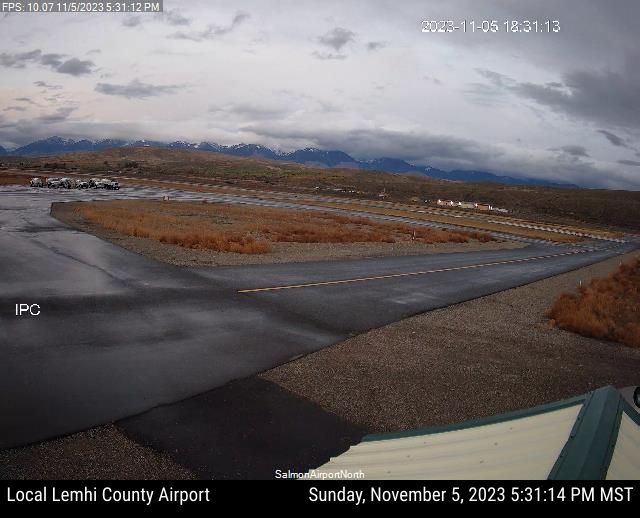 FPS: 10.07 11/5/2023 5:31:12 PM
2023-11-05 18:31:13
IPC
SalmonAirportNorth
Local Lemhi County Airport
Sunday, November 5, 2023 5:31:14 PM MST